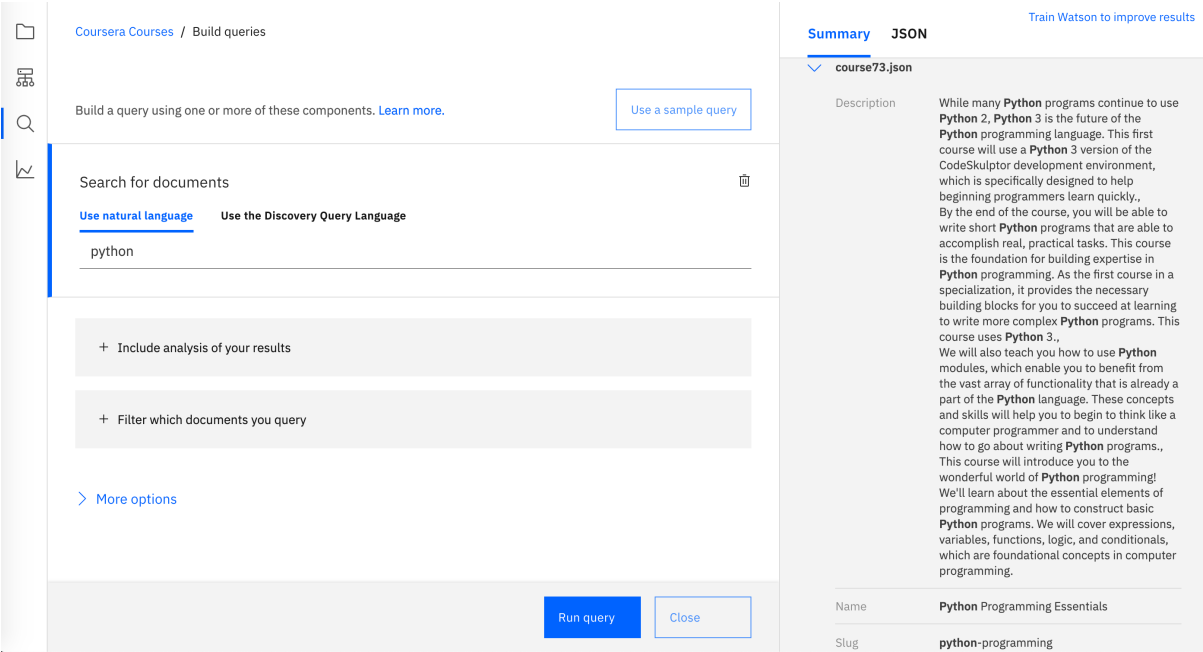 Coursera Courses / Build queries
Build a query using one or more of these components. Learn more.
Use a sample query
Search for documents
Use natural language
Use the Discovery Query Language
python
+ Include analysis of your results
+ Filter which documents you query
More options
Run query
Close
Train Watson to improve results
Summary
JSON
course73.json
Description
While many Python programs continue to use
Python 2, Python 3 is the future of the
Python programming language. This first
course will use a Python 3 version of the
CodeSkulptor development environment,
which is specifically designed to help
beginning programmers learn quickly.,
By the end of the course, you will be able to
write short Python programs that are able to
accomplish real, practical tasks. This course
is the foundation for building expertise in
Python programming. As the first course in a
specialization, it provides the necessary
building blocks for you to succeed at learning
to write more complex Python programs. This
course uses Python 3.,
We will also teach you how to use Python
modules, which enable you to benefit from
the vast array of functionality that is already a
part of the Python language. These concepts
and skills will help you to begin to think like a
computer programmer and to understand
how to go about writing Python programs.,
This course will introduce you to the
wonderful world of Python programming!
We'll learn about the essential elements of
programming and how to construct basic
Python programs. We will cover expressions,
variables, functions, logic, and conditionals,
which are foundational concepts in computer
programming.
Name
Python Programming Essentials
Slug
python-programming